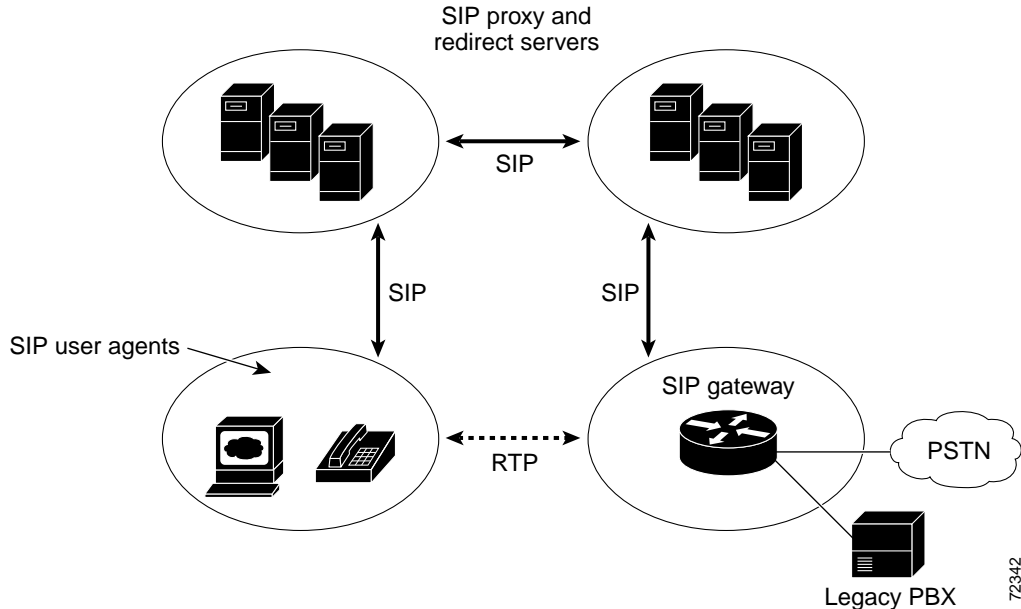 SIP proxy and
redirect servers
SIP
SIP
SIP
SIP user agents
SIP gateway
RTP
PSTN
Legacy PBX
72342